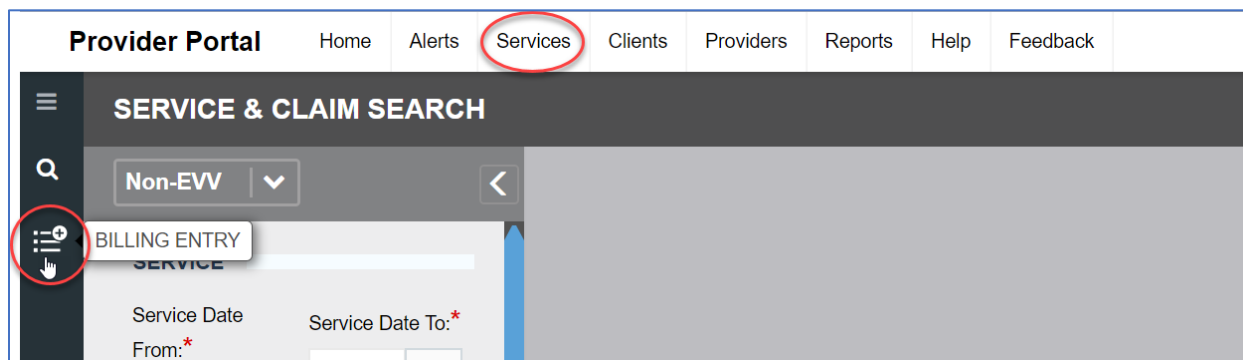 Provider Portal Home Alerts Services Clients Providers Reports Help Feedback
SERVICE & CLAIM SEARCH
Non-EVV
BILLING ENTRY
SERVICE
Service Date From:*
Service Date To:*